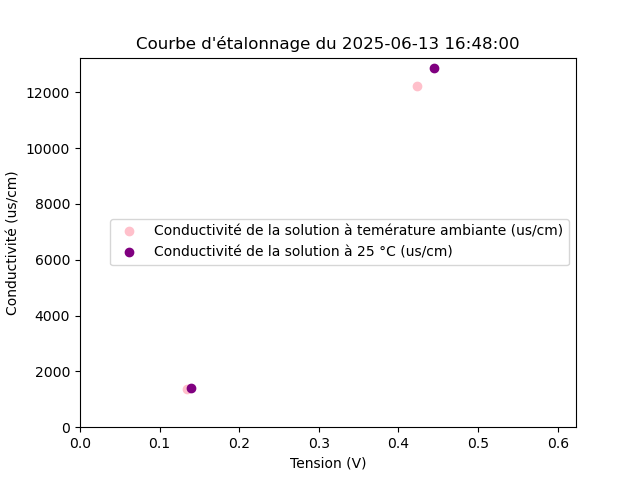 Courbe d'étalonnage du 2025-06-13 16:48:00
Conductivité (us/cm)
12000
10000
8000
6000
4000
2000
0
Conductivité de la solution à temérature ambiante (us/cm)
Conductivité de la solution à 25 °C (us/cm)
0.0 0.1 0.2 0.3 0.4 0.5 0.6
Tension (V)